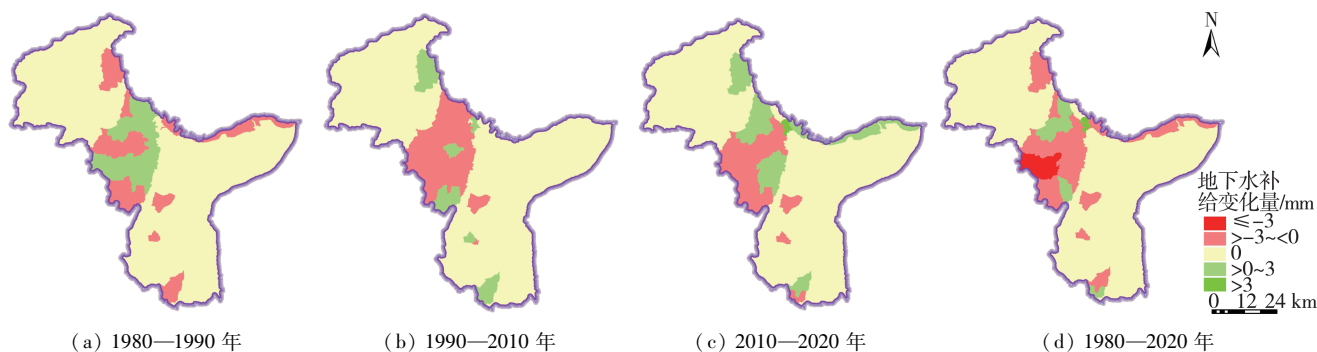 N
地下水补
给变化量/mm
≤-3
>-3~<0
0
>0~3
>3
0 12 24 km
(a) 1980—1990 年
(b) 1990—2010 年
(c) 2010—2020 年
(d) 1980—2020 年